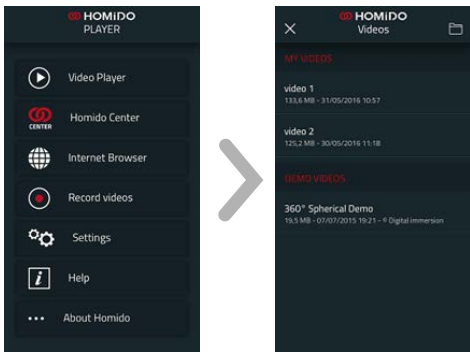 HOMiDO
PLAYER
Video Player
CENTER
Homido Center
Internet Browser
Record videos
Settings
i
Help
About Homido
HOMiDO
Videos
MY VIDEOS
video 1
133,6 MB - 31/05/2016 10:57
video 2
125,2 MB - 30/05/2016 11:18
DEMO VIDEOS
360° Spherical Demo
19,5 MB - 07/07/2015 19:21 - © Digital immersion